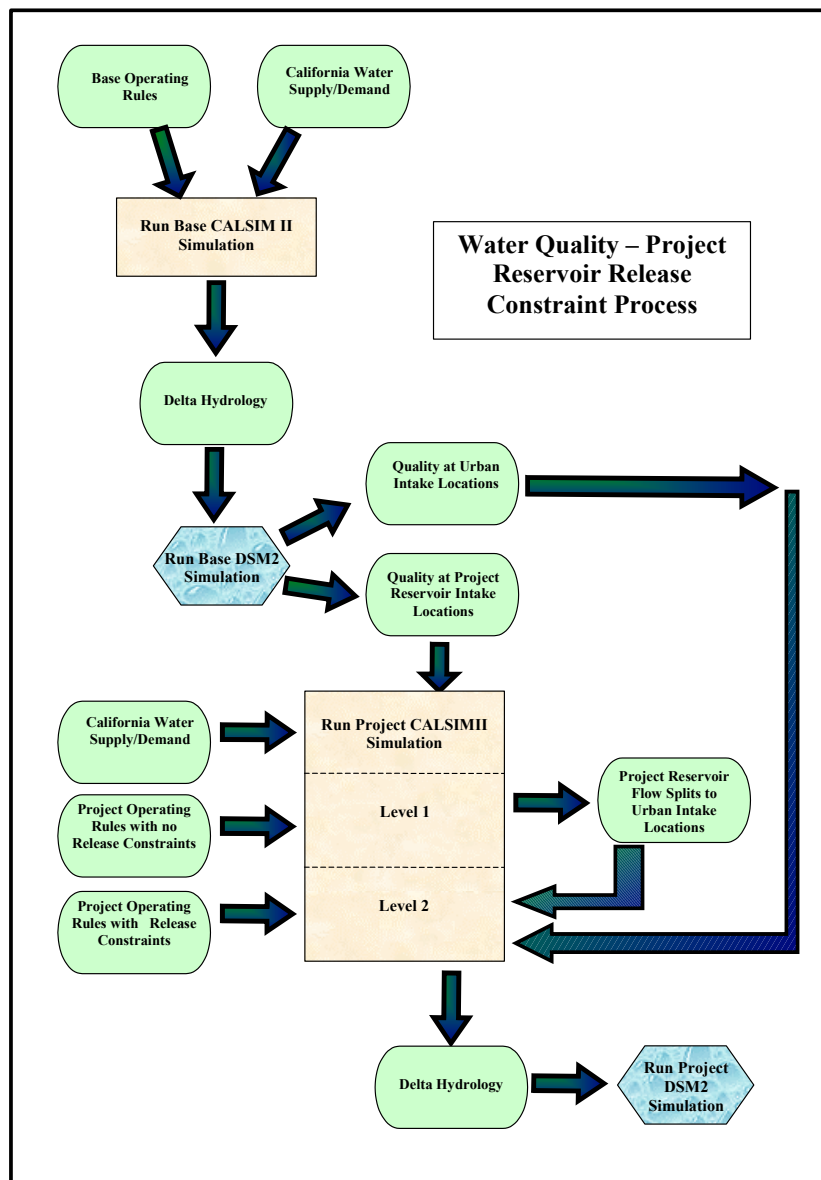 Base Operating
Rules
California Water
Supply/Demand
Run Base CALSIM II
Simulation
Water Quality – Project
Reservoir Release
Constraint Process
Delta Hydrology
Quality at Urban
Intake Locations
Run Base DSM2
Simulation
Quality at Project
Reservoir Intake
Locations
California Water
Supply/Demand
Run Project CALSIMII
Simulation
Project Operating
Rules with no
Release Constraints
Level 1
Project Reservoir
Flow Splits to
Urban Intake
Locations
Project Operating
Rules with Release
Constraints
Level 2
Delta Hydrology
Run Project
DSM2
Simulation